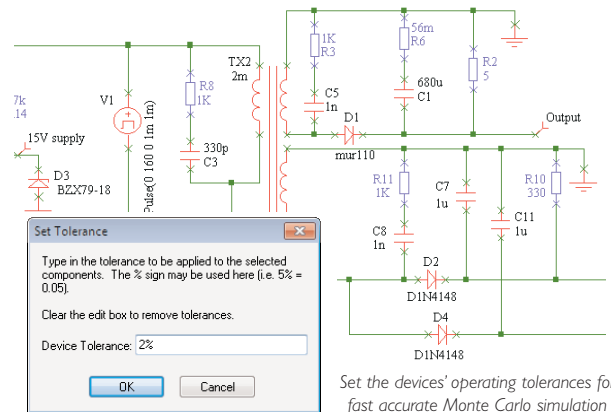 1K
R3
56m
R6
R2
5
TX2
2m
R8
1K
680u
C1
C5
1n
7k
.14
V1
D1
Output
15V supply
330p
C3
mur110
D3
BZX79-18
Pulse(0 160 0 1m 1m)
R11
1K
C7
1u
R10
330
C11
1u
C8
1n
D2
D1N4148
D4
D1N4148
Set Tolerance
Type in the tolerance to be applied to the selected
components. The % sign may be used here (i.e. 5% =
0.05).
Clear the edit box to remove tolerances.
Device Tolerance: 2%
OK Cancel
Set the devices' operating tolerances fo
fast accurate Monte Carlo simulation